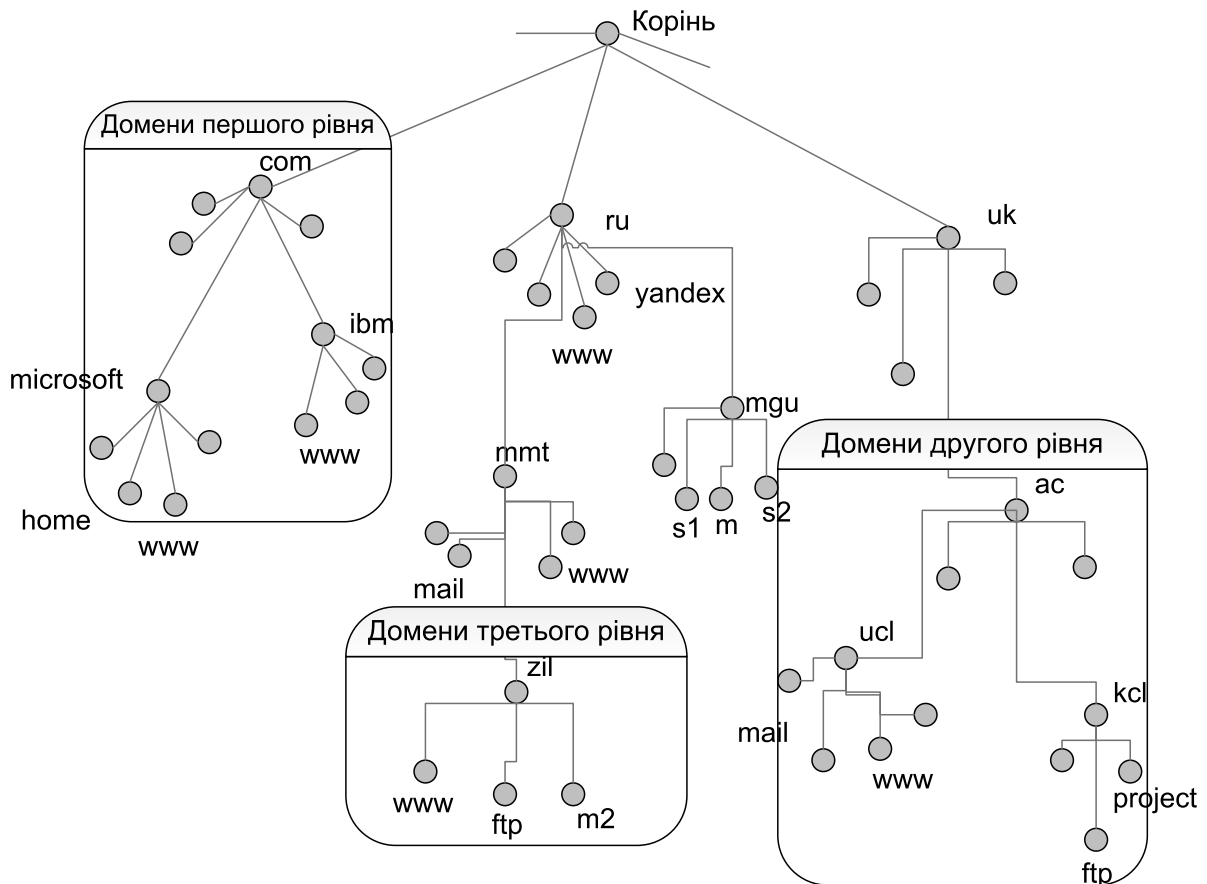 Корінь
Домени першого рівня
com
ru
uk
yandex
ibm
www
microsoft
mgu
www
mmt
Домени другого рівня
ac
home
www
s1
m
s2
mail
www
Домени третього рівня
ucl
zil
kcl
mail
www
www
ftp
m2
project
ftp